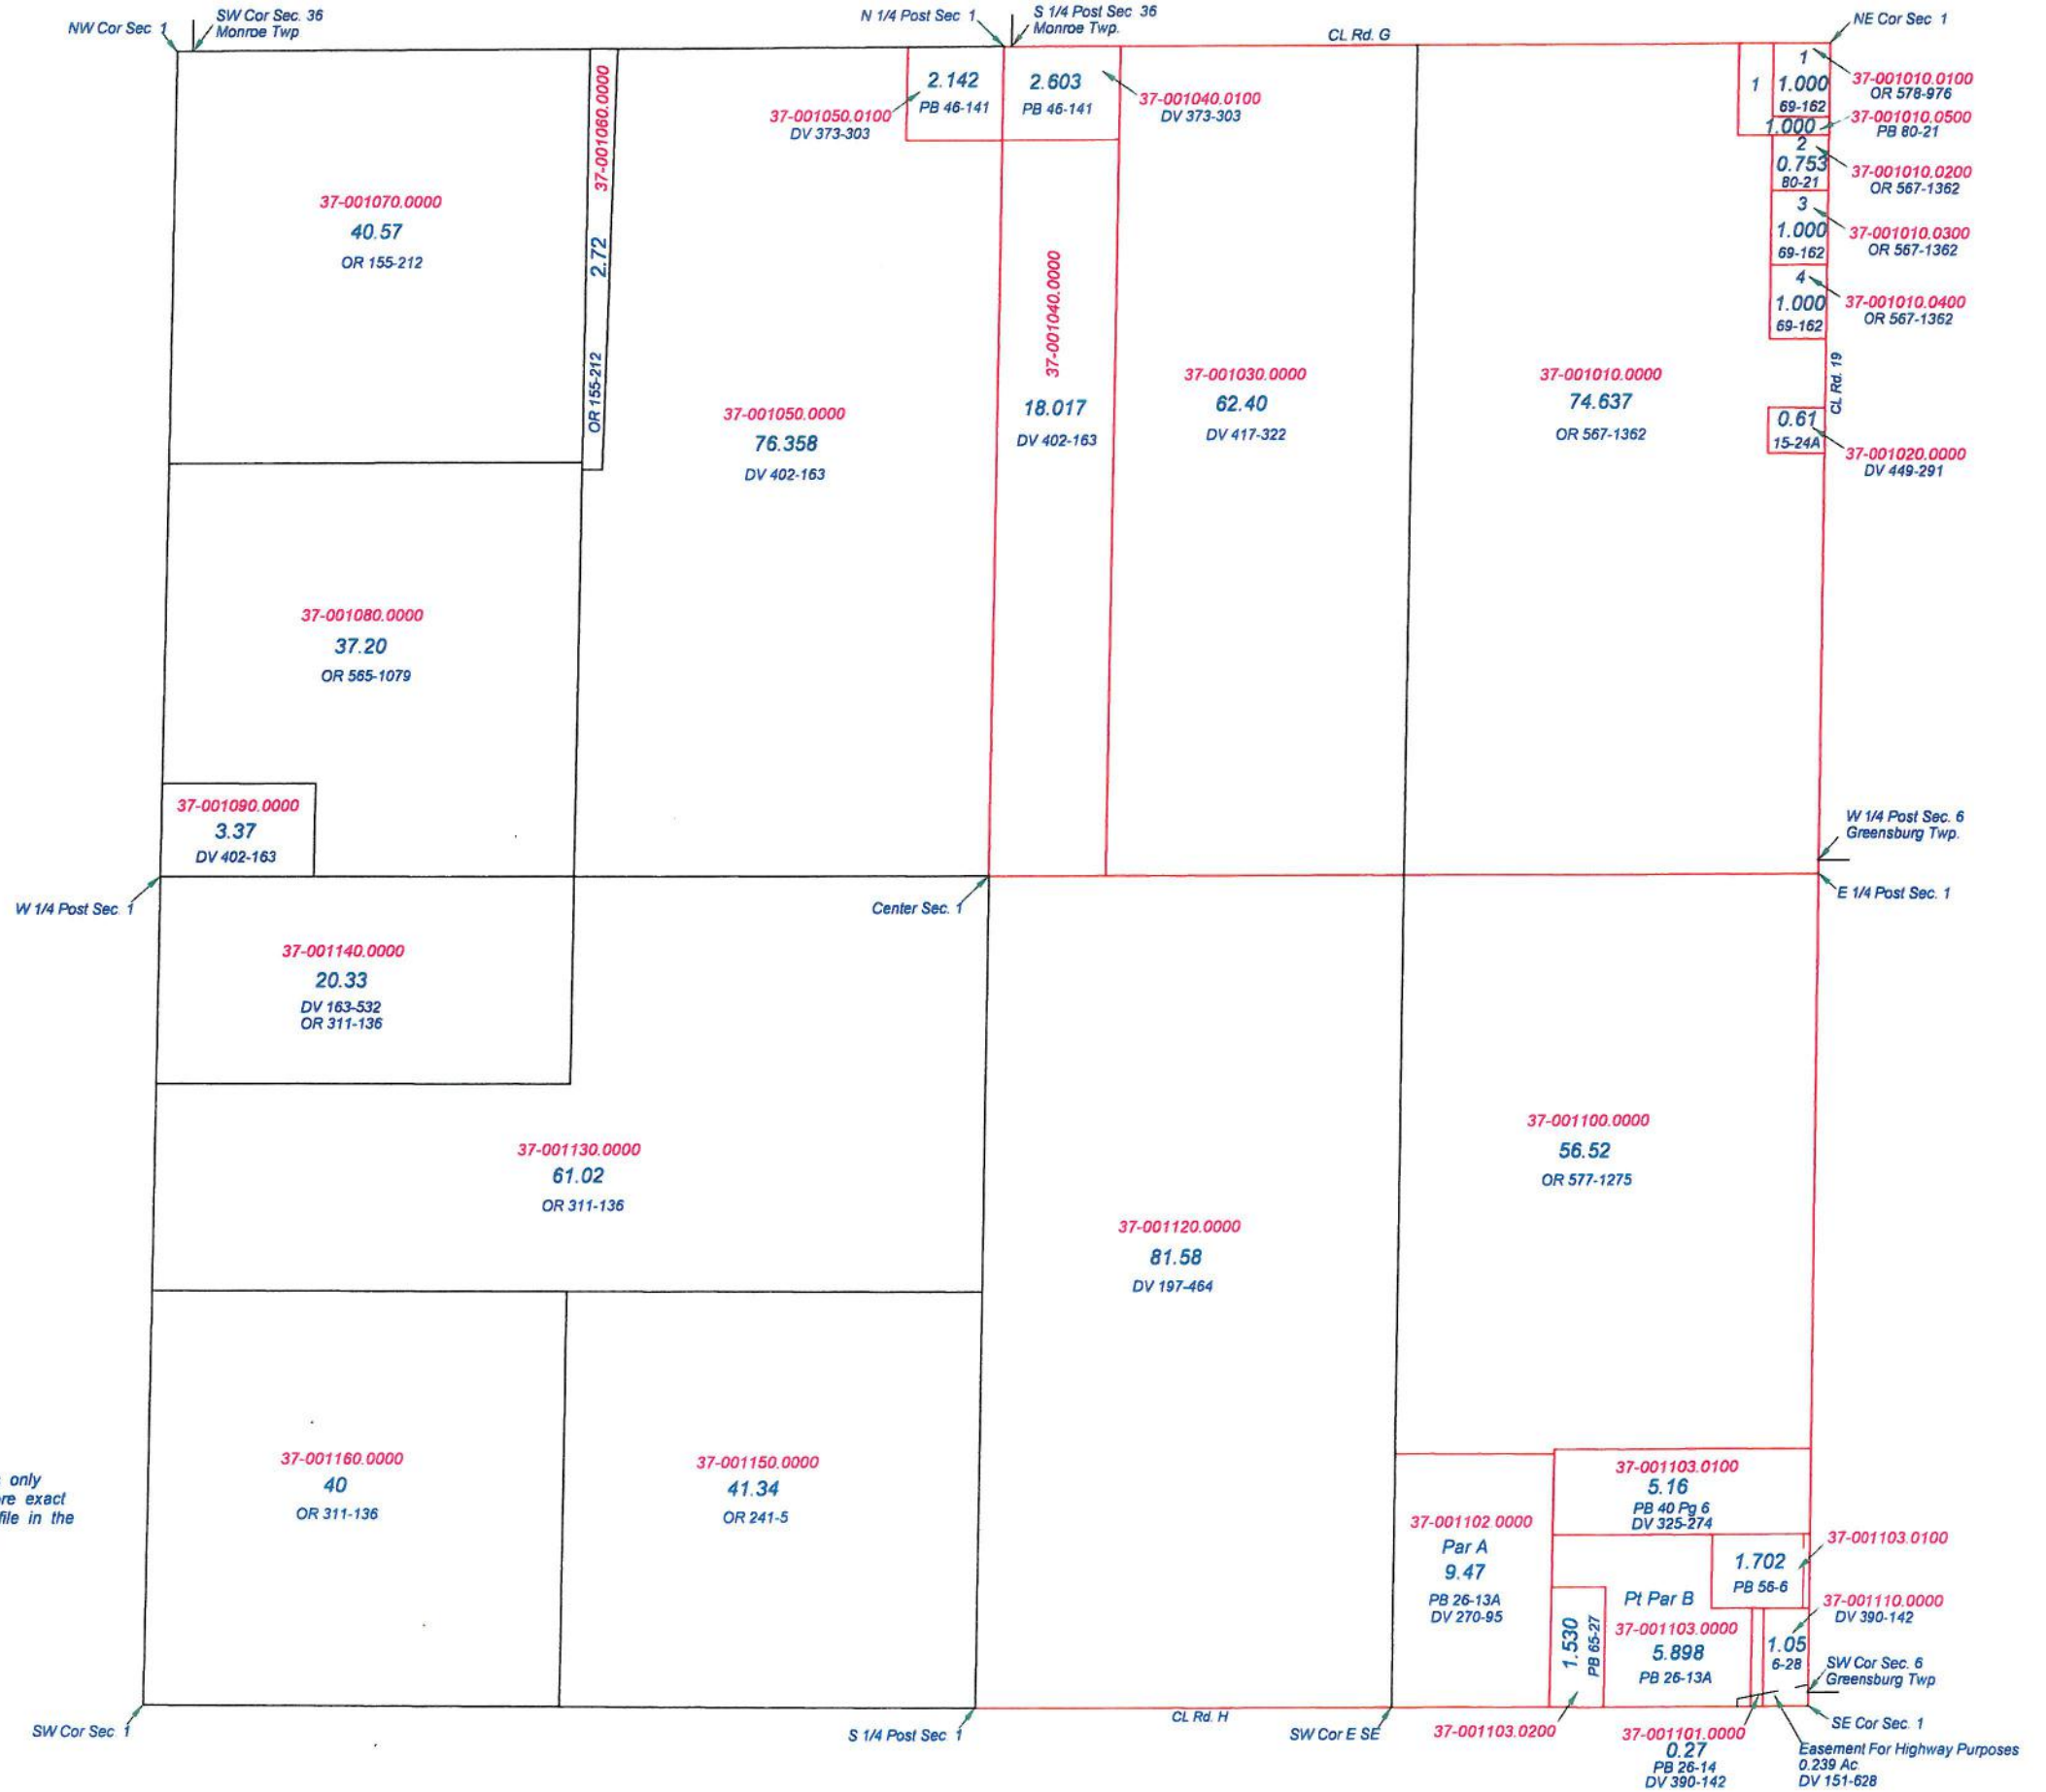 NW Cor Sec 1
SW Cor Sec. 36
Monroe Twp
N 1/4 Post Sec 1
S 1/4 Post Sec 36
Monroe Twp.
CL Rd. G
NE Cor Sec 1
37-001070.0000
40.57
OR 155-212
37-001060.0000
2.72
OR 155-212
37-001050.0000
76.358
DV 402-163
37-001050.0100
DV 373-303
2.142
PB 46-141
2.603
PB 46-141
37-001040.0100
DV 373-303
37-001040.0000
18.017
DV 402-163
37-001030.0000
62.40
DV 417-322
37-001010.0000
74.637
OR 567-1362
1
1
1.000
69-162
1.000
37-001010.0100
OR 578-976
37-001010.0500
PB 80-21
2
0.753
80-21
37-001010.0200
OR 567-1362
3
1.000
69-162
37-001010.0300
OR 567-1362
4
1.000
69-162
37-001010.0400
OR 567-1362
CL Rd. 19
0.61
15-24A
37-001020.0000
DV 449-291
37-001080.0000
37.20
OR 565-1079
37-001090.0000
3.37
DV 402-163
W 1/4 Post Sec. 6
Greensburg Twp.
W 1/4 Post Sec 1
Center Sec. 1
E 1/4 Post Sec. 1
37-001140.0000
20.33
DV 163-532
OR 311-136
37-001130.0000
61.02
OR 311-136
37-001120.0000
81.58
DV 197-464
37-001100.0000
56.52
OR 577-1275
only
re exact
file in the
37-001160.0000
40
OR 311-136
37-001150.0000
41.34
OR 241-5
37-001102.0000
Par A
9.47
PB 26-13A
DV 270-95
37-001103.0100
5.16
PB 40 Pg 6
DV 325-274
37-001103.0100
1.702
PB 56-6
Pt Par B
37-001103.0000
5.898
PB 26-13A
1.530
PB 65-27
37-001110.0000
DV 390-142
1.05
6-28
SW Cor Sec. 6
Greensburg Twp
SW Cor Sec. 1
S 1/4 Post Sec 1
CL Rd. H
SW Cor E SE
37-001103.0200
37-001101.0000
0.27
PB 26-14
DV 390-142
SE Cor Sec. 1
Easement For Highway Purposes
0.239 Ac.
DV 151-628